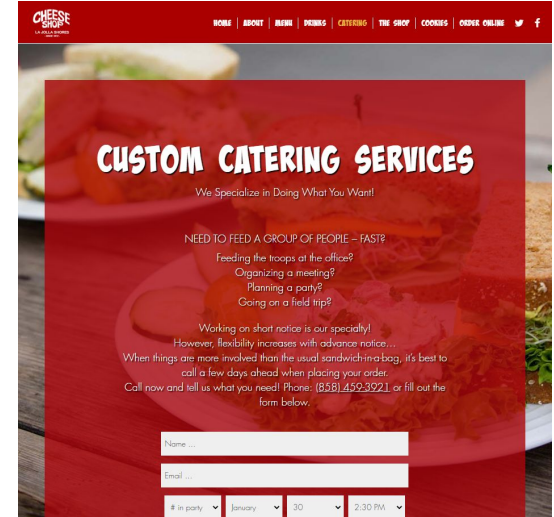 CHEESE
SHOP
LA JOLLA SHORES
HOME | ABOUT | MENU | DRINKS | CATERING | THE SHOP | COOKIES | ORDER ONLINE
CUSTOM CATERING SERVICES
We Specialize in Doing What You Want!
NEED TO FEED A GROUP OF PEOPLE – FAST?
Feeding the troops at the office?
Organizing a meeting?
Planning a party?
Going on a field trip?
Working on short notice is our specialty!
However, flexibility increases with advance notice...
When things are more involved than the usual sandwich-in-a-bag, it's best to
call a few days ahead when placing your order.
Call now and tell us what you need! Phone: (858) 459-3921 or fill out the
form below.
Name ...
Email ...
# in party January 30 2:30 PM